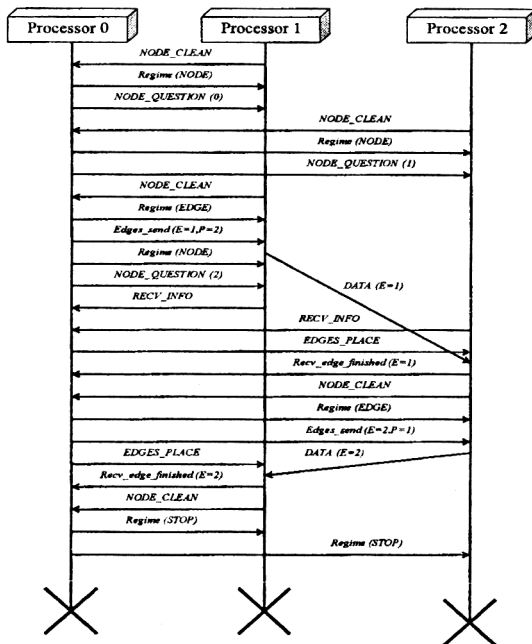 Processor 0 Processor 1 Processor 2
NODE_CLEAN
Regime (NODE)
NODE_QUESTION (0)
NODE_CLEAN
Regime (NODE)
NODE_QUESTION (1)
NODE_CLEAN
Regime (EDGE)
Edges_send (E=1,P=2)
Regime (NODE)
NODE_QUESTION (2)
DATA (E=1)
RECV_INFO
RECV_INFO
EDGES_PLACE
Recv_edge_finished (E=1)
NODE_CLEAN
Regime (EDGE)
Edges_send (E=2,P=1)
EDGES_PLACE
DATA (E=2)
Recv_edge_finished (E=2)
NODE_CLEAN
Regime (STOP)
Regime (STOP)